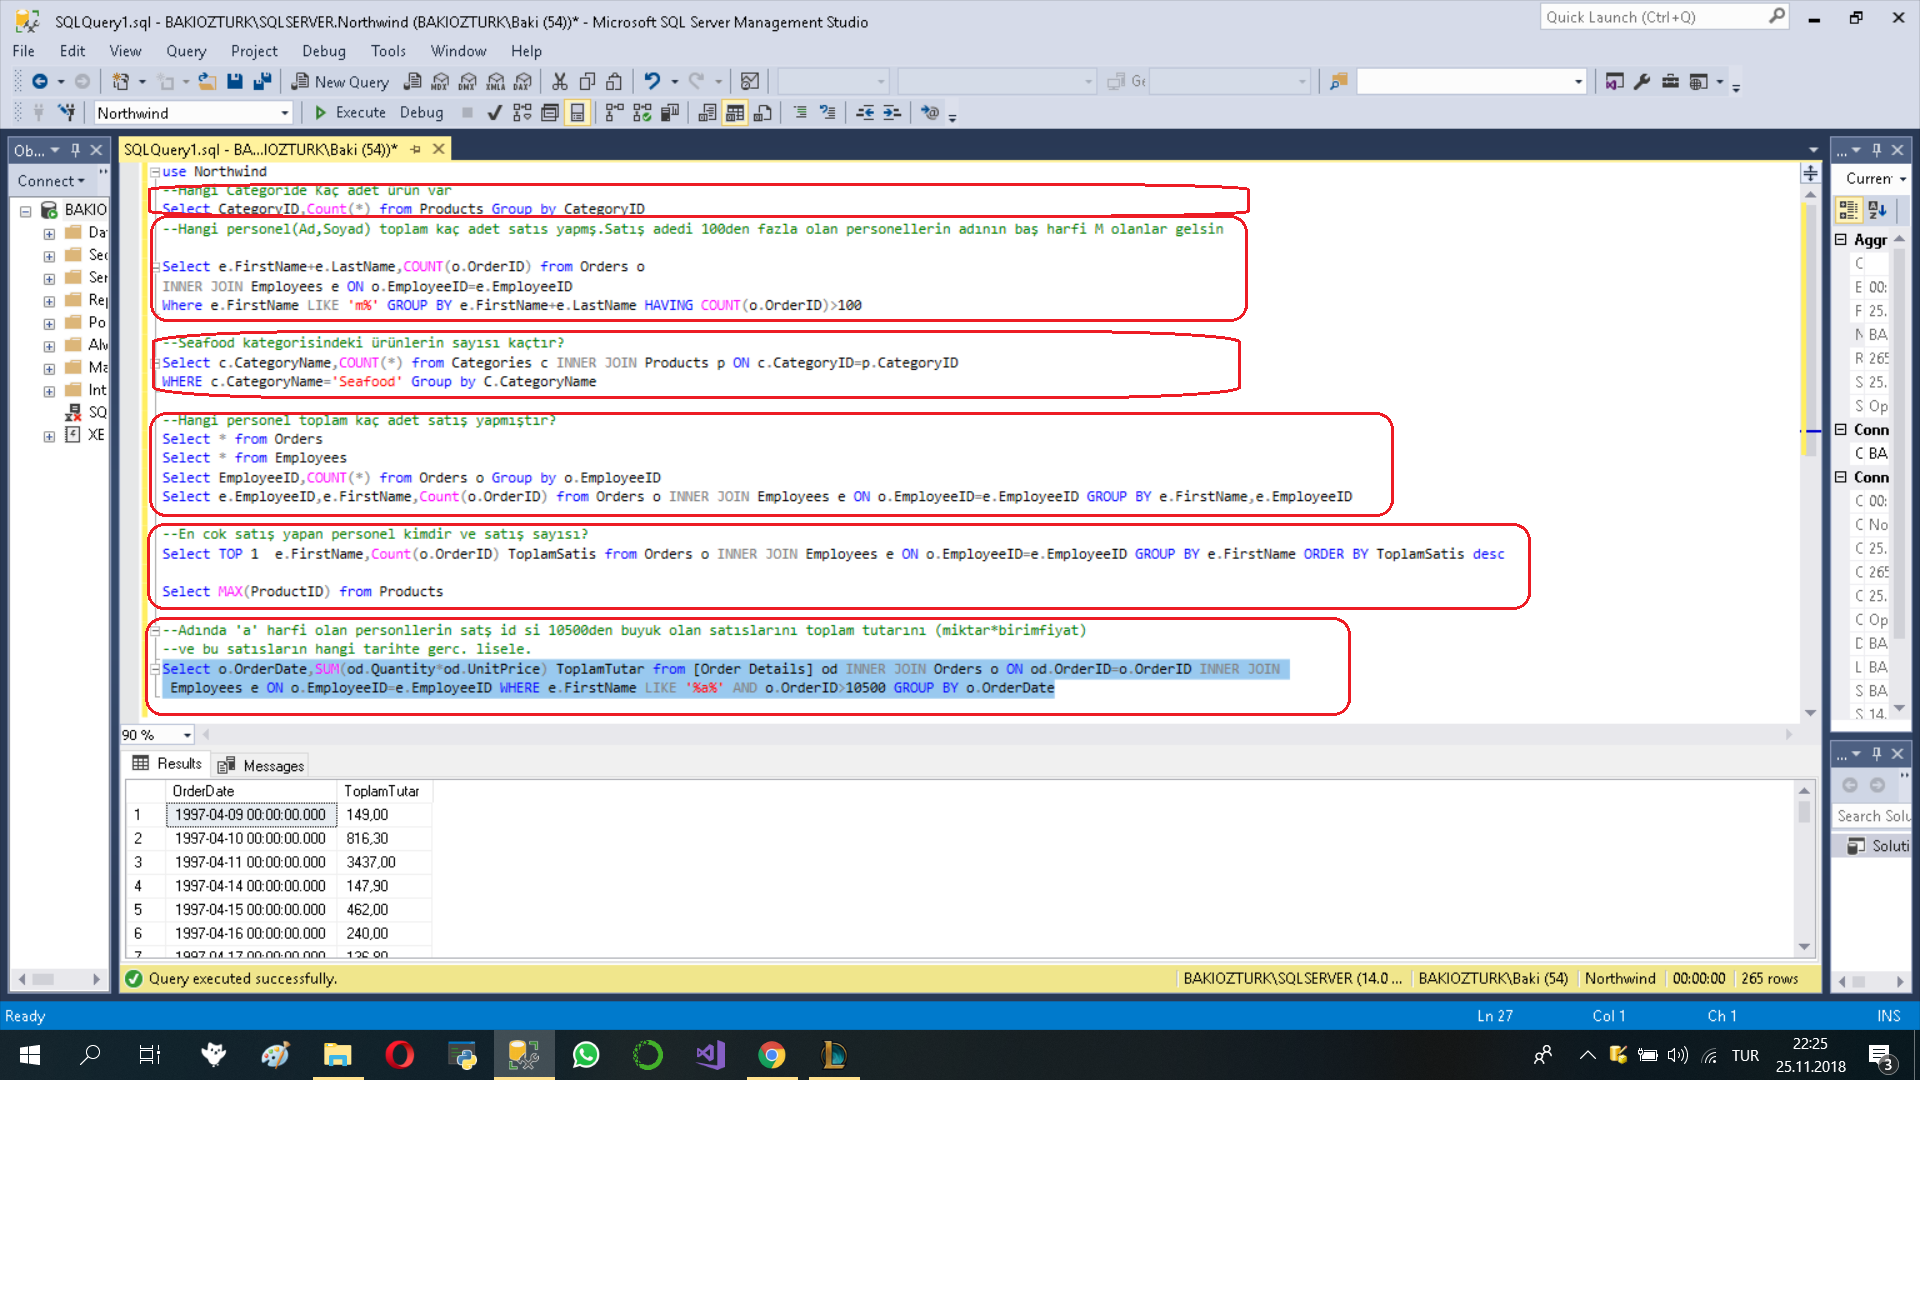 SQLQuery1.sql - BAKIOZTURK\SQLSERVER.Northwind (BAKIOZTURK\Baki (54))* - Microsoft SQL Server Management Studio
Quick Launch (Ctrl+Q)
File Edit View Query Project Debug Tools Window Help
New Query MDX DMX XMLA DAX
Northwind Execute Debug
Ob...
SQLQuery1.sql - BA...IOZTURK\Baki (54))*
Connect
BAKIO
Da
Sec
Ser
Rep
Po
Alw
Ma
Int
SQ
XE
use Northwind
--Hangi Categoride Kaç adet ürün var
Select CategoryID,Count(*) from Products Group by CategoryID
--Hangi personel(Ad,Soyad) toplam kaç adet satıs yapmş.Satış adedi 100den fazla olan personellerin adının baş harfi M olanlar gelsin
Select e.FirstName+e.LastName,COUNT(o.OrderID) from Orders o
INNER JOIN Employees e ON o.EmployeeID=e.EmployeeID
Where e.FirstName LIKE 'm%' GROUP BY e.FirstName+e.LastName HAVING COUNT(o.OrderID)>100
--Seafood kategorisindeki ürünlerin sayısı kaçtır?
Select c.CategoryName,COUNT(*) from Categories c INNER JOIN Products p ON c.CategoryID=p.CategoryID
WHERE c.CategoryName='Seafood' Group by C.CategoryName
--Hangi personel toplam kaç adet satış yapmıştır?
Select * from Orders
Select * from Employees
Select EmployeeID,COUNT(*) from Orders o Group by o.EmployeeID
Select e.EmployeeID,e.FirstName,Count(o.OrderID) from Orders o INNER JOIN Employees e ON o.EmployeeID=e.EmployeeID GROUP BY e.FirstName,e.EmployeeID
--En cok satış yapan personel kimdir ve satış sayısı?
Select TOP 1  e.FirstName,Count(o.OrderID) ToplamSatis from Orders o INNER JOIN Employees e ON o.EmployeeID=e.EmployeeID GROUP BY e.FirstName ORDER BY ToplamSatis desc
Select MAX(ProductID) from Products
--Adında 'a' harfi olan personllerin satş id si 10500den buyuk olan satıslarını toplam tutarını (miktar*birimfiyat)
--ve bu satısların hangi tarihte gerc. lisele.
Select o.OrderDate,SUM(od.Quantity*od.UnitPrice) ToplamTutar from [Order Details] od INNER JOIN Orders o ON od.OrderID=o.OrderID INNER JOIN
Employees e ON o.EmployeeID=e.EmployeeID WHERE e.FirstName LIKE '%a%' AND o.OrderID>10500 GROUP BY o.OrderDate
90 %
Results Messages
OrderDate ToplamTutar
1 1997-04-09 00:00:00.000 149,00
2 1997-04-10 00:00:00.000 816,30
3 1997-04-11 00:00:00.000 3437,00
4 1997-04-14 00:00:00.000 147,90
5 1997-04-15 00:00:00.000 462,00
6 1997-04-16 00:00:00.000 240,00
7 1997-04-17 00:00:00.000 136,80
Query executed successfully.
BAKIOZTURK\SQLSERVER (14.0 ... BAKIOZTURK\Baki (54) Northwind 00:00:00 265 rows
...
Curren
Aggr
C
E 00:
F 25.
N BA
R 265
S 25.
S Op
Conn
C BA
Conn
C 00:
C No
C 25.
C 265
C 25.
C Op
D BA
L BA
S BA
S 14.
...
Search Solu
Soluti
Ready
Ln 27 Col 1 Ch 1 INS
TUR
22:25
25.11.2018
3